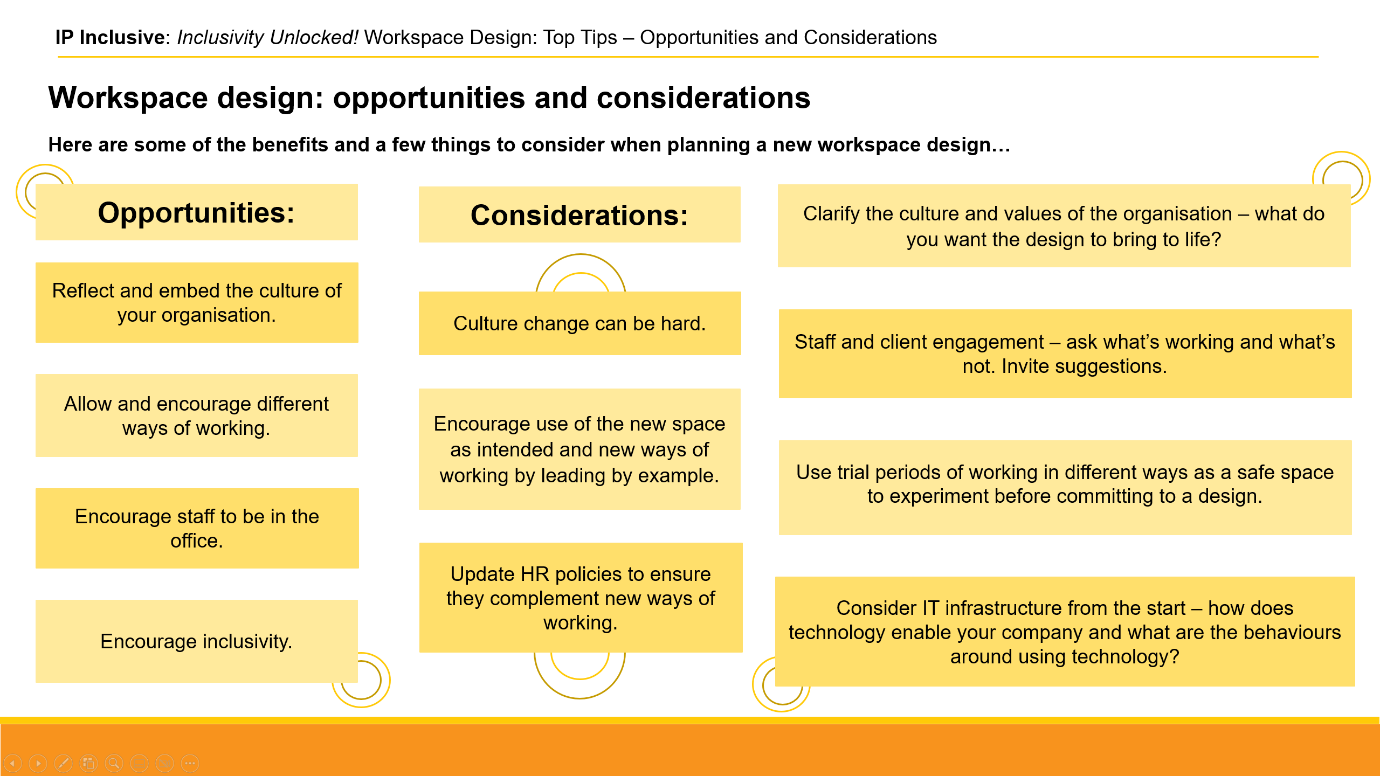 IP Inclusive: Inclusivity Unlocked! Workspace Design: Top Tips – Opportunities and Considerations
Workspace design: opportunities and considerations
Here are some of the benefits and a few things to consider when planning a new workspace design…
Opportunities:
Reflect and embed the culture of
your organisation.
Allow and encourage different
ways of working.
Encourage staff to be in the
office.
Encourage inclusivity.
Considerations:
Culture change can be hard.
Encourage use of the new space
as intended and new ways of
working by leading by example.
Update HR policies to ensure
they complement new ways of
working.
Clarify the culture and values of the organisation – what do
you want the design to bring to life?
Staff and client engagement – ask what’s working and what’s
not. Invite suggestions.
Use trial periods of working in different ways as a safe space
to experiment before committing to a design.
Consider IT infrastructure from the start – how does
technology enable your company and what are the behaviours
around using technology?